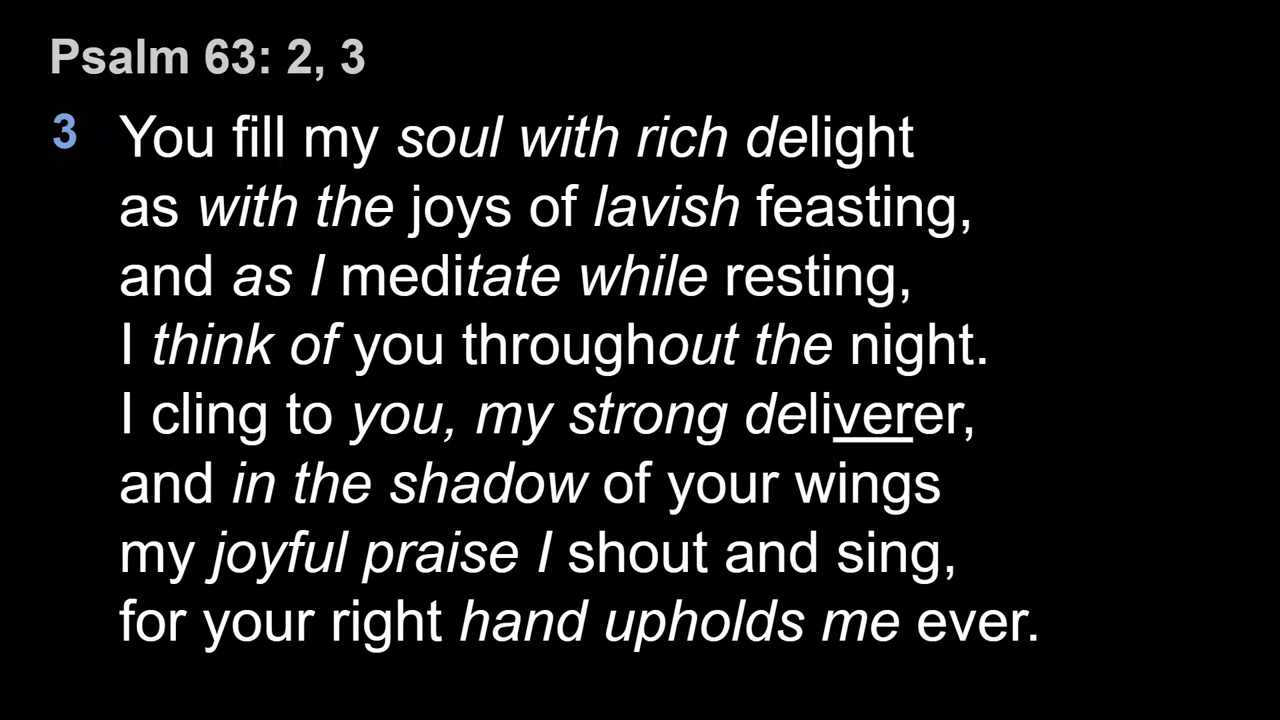 Psalm 63: 2, 3
3 You fill my soul with rich delight
as with the joys of lavish feasting,
and as I meditate while resting,
I think of you throughout the night.
I cling to you, my strong deliverer,
and in the shadow of your wings
my joyful praise I shout and sing,
for your right hand upholds me ever.